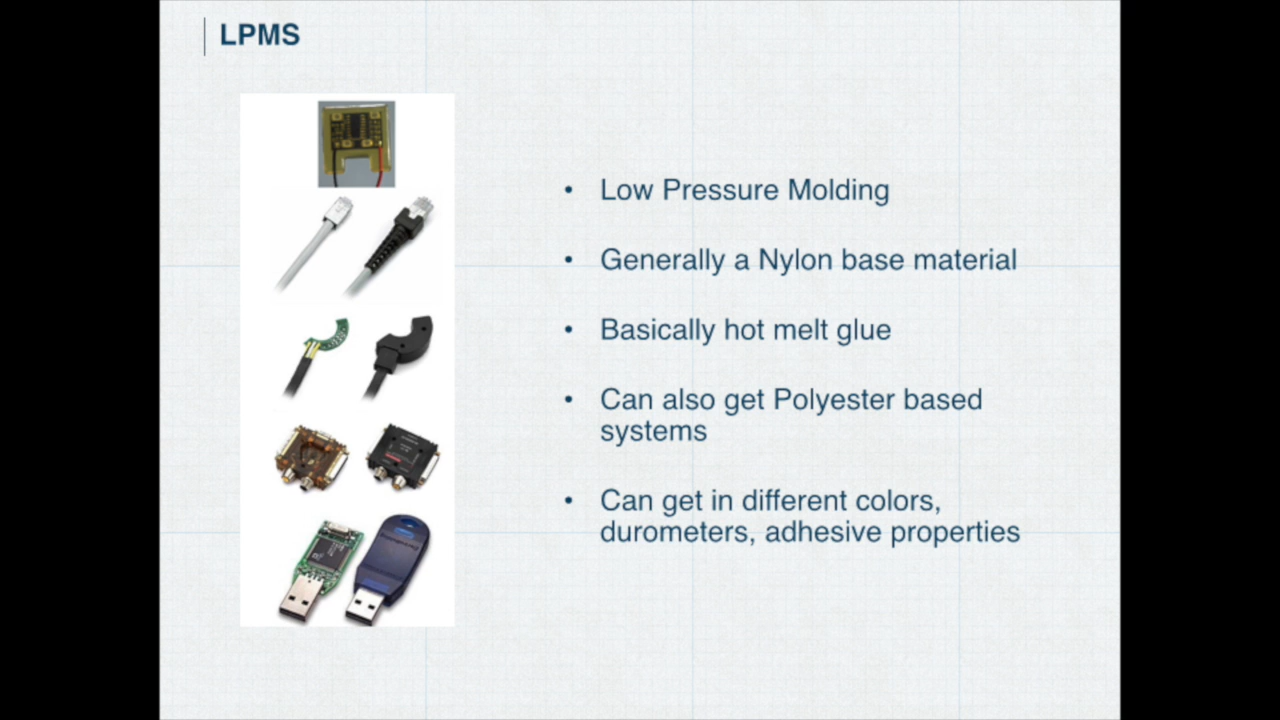 LPMS
• Low Pressure Molding
• Generally a Nylon base material
• Basically hot melt glue
• Can also get Polyester based
systems
• Can get in different colors,
durometers, adhesive properties